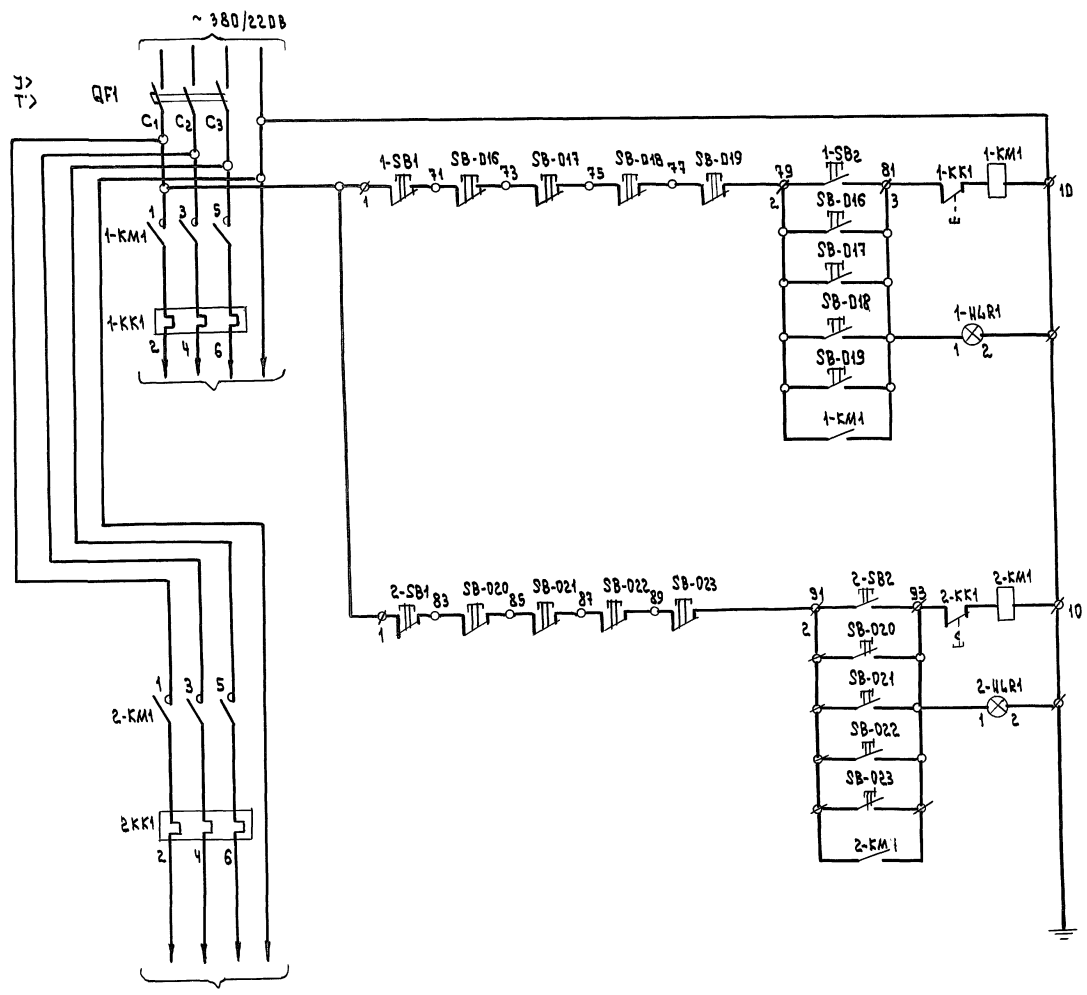 ~ 380/220В
I>
T°>
QF1
C1 C2 C3
1-SB1 71 SB-016 73 SB-017 75 SB-018 77 SB-019 79 1-SB2 81 1-KK1 1-KM1
1 2 3 10
SB-016
SB-017
SB-018
SB-019
1-KM1
1-HLR1
1 2
1 3 5
1-KM1
1-KK1
2 4 6
2-SB1 83 SB-020 85 SB-021 87 SB-022 89 SB-023 91 2-SB2 93 2-KK1 2-KM1
1 2 10
SB-020
SB-021
SB-022
SB-023
2-KM1
2-HLR1
1 2
1 3 5
2-KM1
2KK1
2 4 6